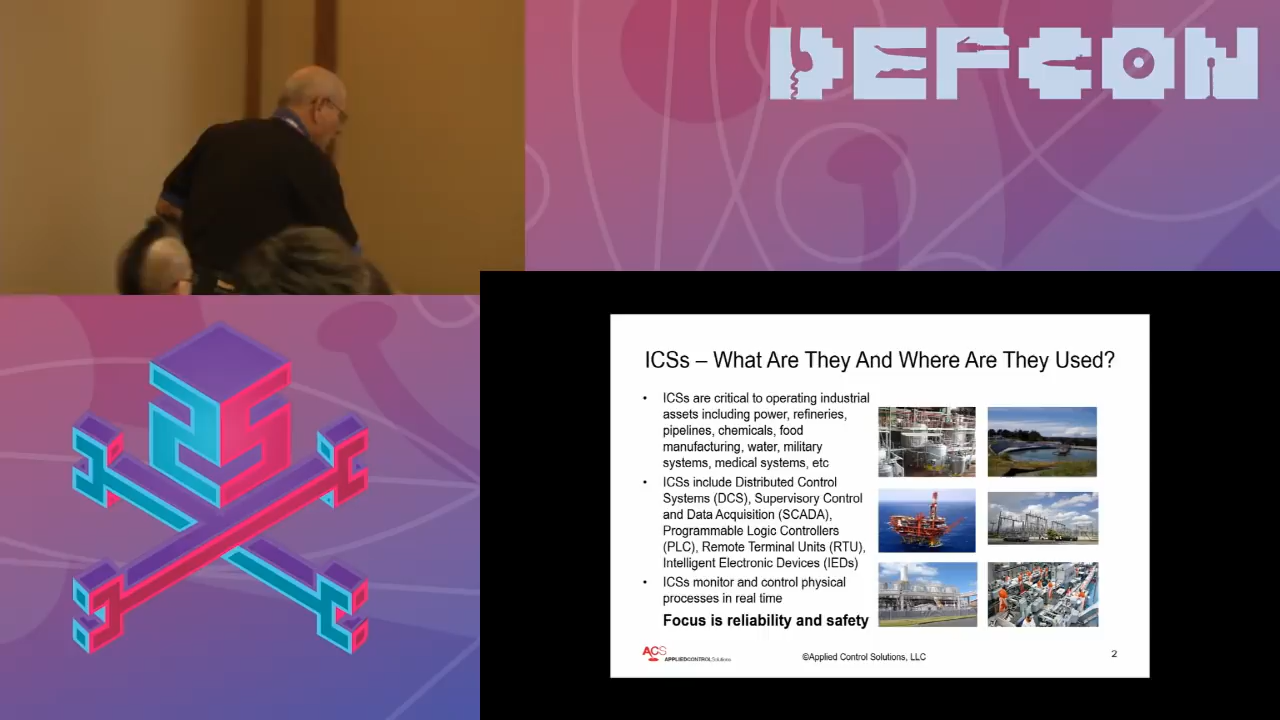 DEFCON
ICSs – What Are They And Where Are They Used?
• ICSs are critical to operating industrial
assets including power, refineries,
pipelines, chemicals, food
manufacturing, water, military
systems, medical systems, etc
• ICSs include Distributed Control
Systems (DCS), Supervisory Control
and Data Acquisition (SCADA),
Programmable Logic Controllers
(PLC), Remote Terminal Units (RTU),
Intelligent Electronic Devices (IEDs)
• ICSs monitor and control physical
processes in real time
Focus is reliability and safety
ACS APPLIEDCONTROLSolutions
©Applied Control Solutions, LLC
2